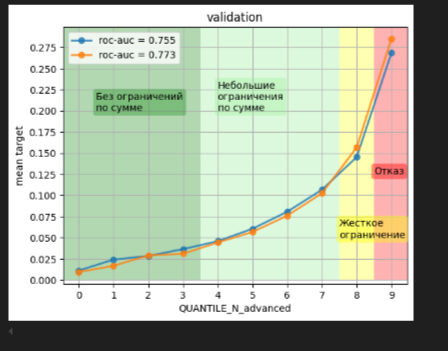 validation
roc-auc = 0.755
roc-auc = 0.773
Без ограничений
по сумме
Небольшие
ограничения
по сумме
Отказ
Жесткое
ограничение
mean target
0.275
0.250
0.225
0.200
0.175
0.150
0.125
0.100
0.075
0.050
0.025
0.000
0 1 2 3 4 5 6 7 8 9
QUANTILE_N_advanced